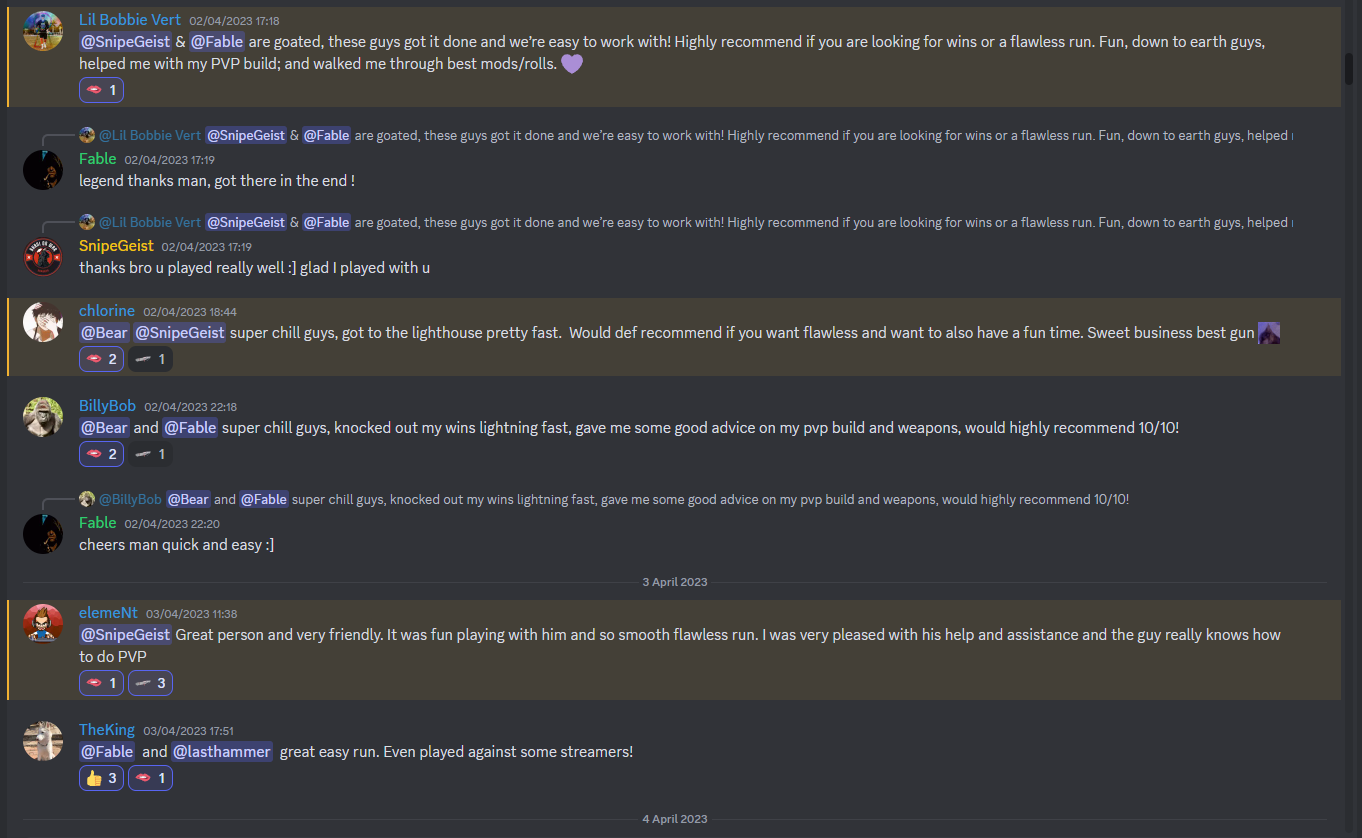 Lil Bobbie Vert 02/04/2023 17:18
@SnipeGeist & @Fable are goated, these guys got it done and we’re easy to work with! Highly recommend if you are looking for wins or a flawless run. Fun, down to earth guys,
helped me with my PVP build; and walked me through best mods/rolls.
1
@Lil Bobbie Vert @SnipeGeist & @Fable are goated, these guys got it done and we’re easy to work with! Highly recommend if you are looking for wins or a flawless run. Fun, down to earth guys, helped
Fable 02/04/2023 17:19
legend thanks man, got there in the end !
@Lil Bobbie Vert @SnipeGeist & @Fable are goated, these guys got it done and we’re easy to work with! Highly recommend if you are looking for wins or a flawless run. Fun, down to earth guys, helped
SnipeGeist 02/04/2023 17:19
thanks bro u played really well :] glad I played with u
chlorine 02/04/2023 18:44
@Bear @SnipeGeist super chill guys, got to the lighthouse pretty fast.  Would def recommend if you want flawless and want to also have a fun time. Sweet business best gun
2 1
BillyBob 02/04/2023 22:18
@Bear and @Fable super chill guys, knocked out my wins lightning fast, gave me some good advice on my pvp build and weapons, would highly recommend 10/10!
2 1
@BillyBob @Bear and @Fable super chill guys, knocked out my wins lightning fast, gave me some good advice on my pvp build and weapons, would highly recommend 10/10!
Fable 02/04/2023 22:20
cheers man quick and easy :]
3 April 2023
elemeNt 03/04/2023 11:38
@SnipeGeist Great person and very friendly. It was fun playing with him and so smooth flawless run. I was very pleased with his help and assistance and the guy really knows how
to do PVP
1 3
TheKing 03/04/2023 17:51
@Fable and @lasthammer great easy run. Even played against some streamers!
3 1
4 April 2023